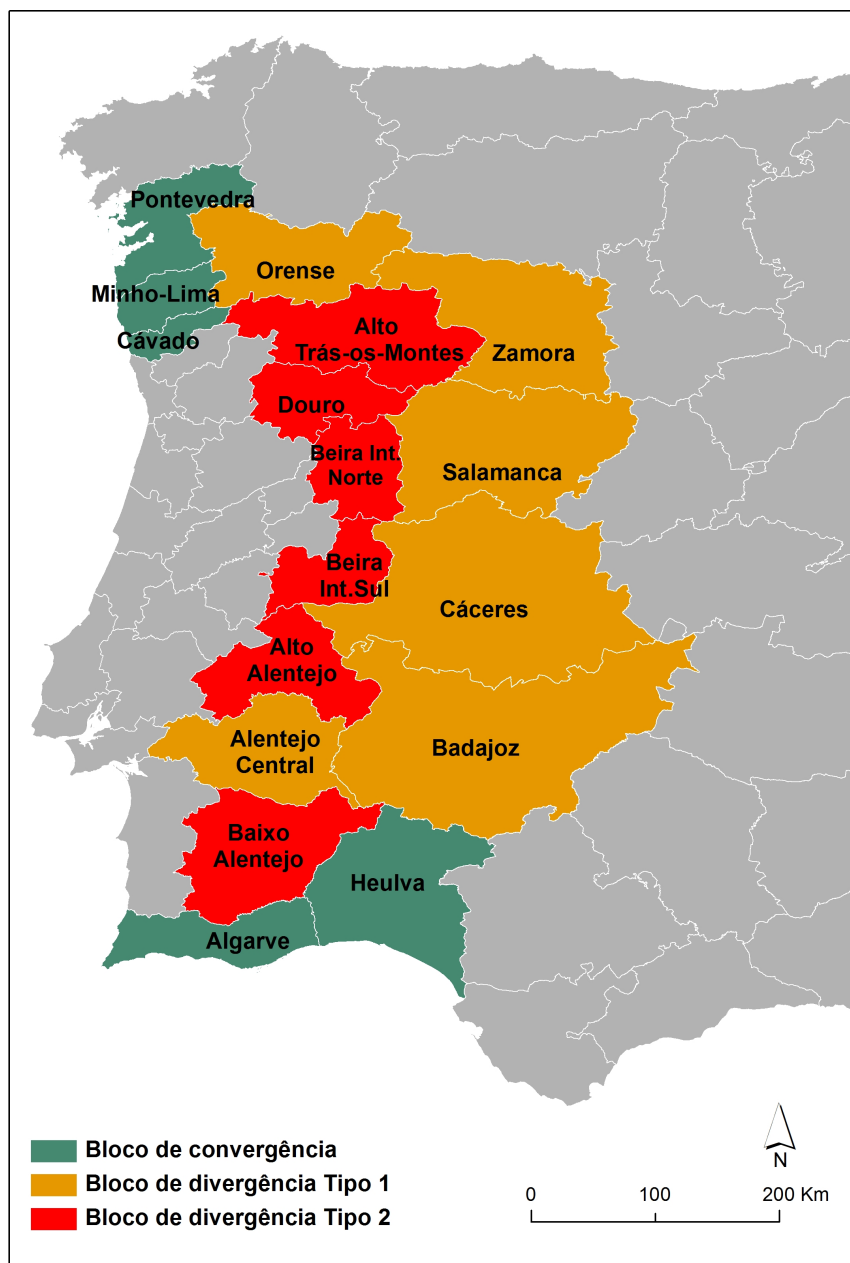 Pontevedra
Orense
Minho-Lima
Cávado
Alto
Trás-os-Montes
Zamora
Douro
Beira Int.
Norte
Salamanca
Beira
Int.Sul
Cáceres
Alto
Alentejo
Alentejo
Central
Badajoz
Baixo
Alentejo
Heulva
Algarve
Bloco de convergência
Bloco de divergência Tipo 1
Bloco de divergência Tipo 2
N
0 100 200 Km